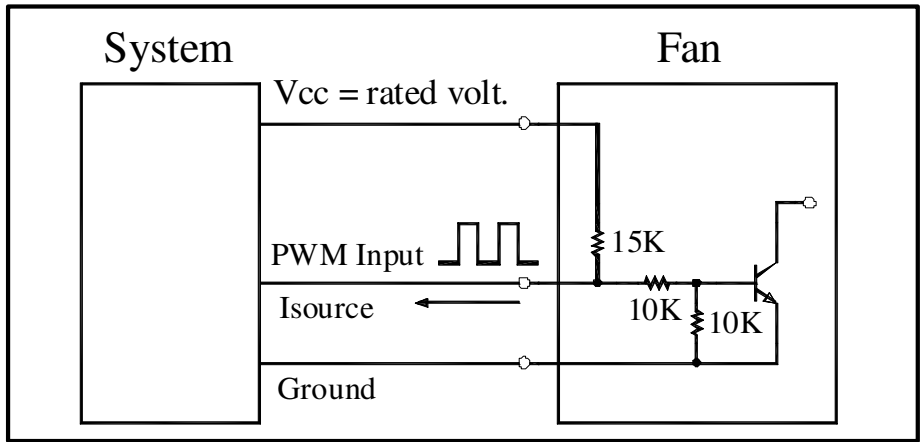 System
Fan
Vcc = rated volt.
15K
PWM Input
10K
10K
Isource
Ground